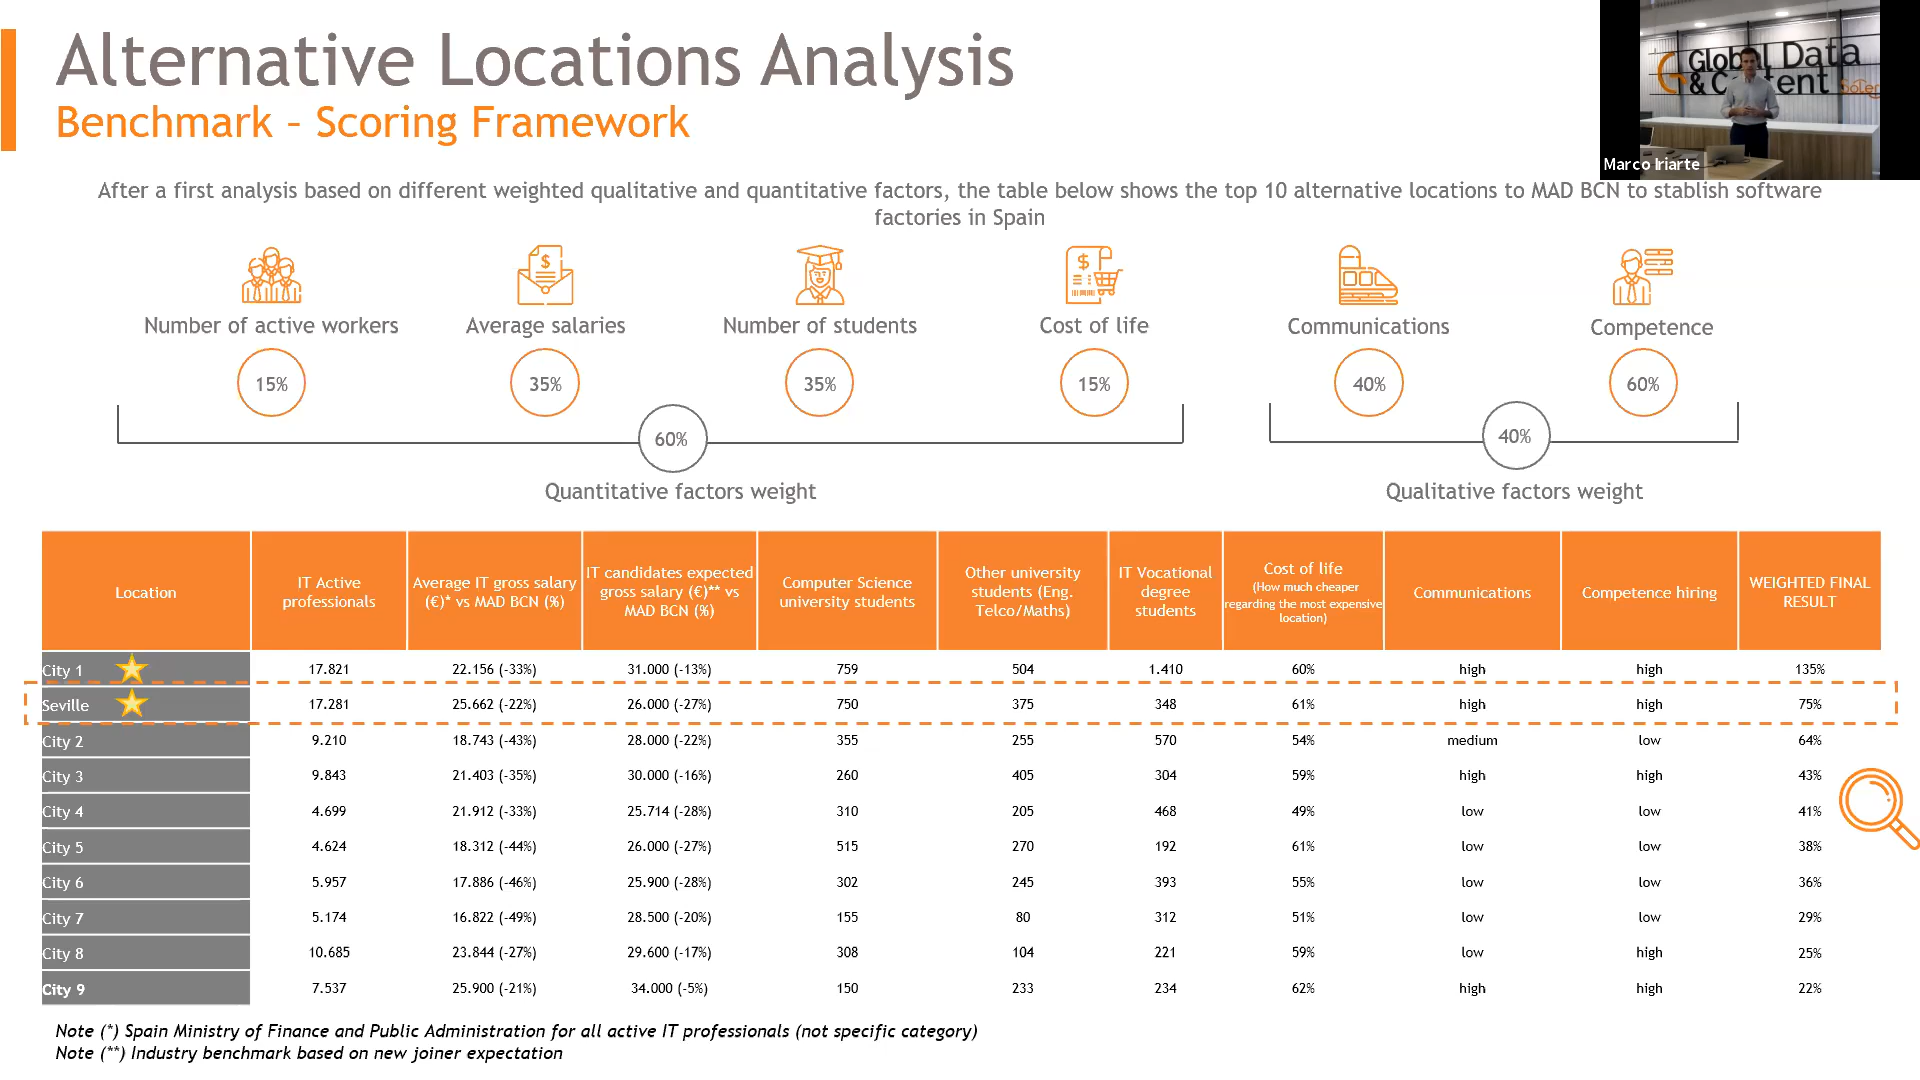 Alternative Locations Analysis
Benchmark – Scoring Framework
Global Data
& C
tent
Marco Iriarte
After a first analysis based on different weighted qualitative and quantitative factors, the table below shows the top 10 alternative locations to MAD BCN to stablish software
factories in Spain
Number of active workers
Average salaries
Number of students
Cost of life
Communications
Competence
15%
35%
35%
15%
40%
60%
60%
40%
Quantitative factors weight
Qualitative factors weight
Location
IT Active
professionals
Average IT gross salary
(€)* vs MAD BCN (%)
IT candidates expected
gross salary (€)** vs
MAD BCN (%)
Computer Science
university students
Other university
students (Eng.
Telco/Maths)
IT Vocational
degree
students
Cost of life
(How much cheaper
regarding the most expensive
location)
Communications
Competence hiring
WEIGHTED FINAL
RESULT
City 1 17.821 22.156 (-33%) 31.000 (-13%) 759 504 1.410 60% high high 135%
Seville 17.281 25.662 (-22%) 26.000 (-27%) 750 375 348 61% high high 75%
City 2 9.210 18.743 (-43%) 28.000 (-22%) 355 255 570 54% medium low 64%
City 3 9.843 21.403 (-35%) 30.000 (-16%) 260 405 304 59% high high 43%
City 4 4.699 21.912 (-33%) 25.714 (-28%) 310 205 468 49% low low 41%
City 5 4.624 18.312 (-44%) 26.000 (-27%) 515 270 192 61% low low 38%
City 6 5.957 17.886 (-46%) 25.900 (-28%) 302 245 393 55% low low 36%
City 7 5.174 16.822 (-49%) 28.500 (-20%) 155 80 312 51% low low 29%
City 8 10.685 23.844 (-27%) 29.600 (-17%) 308 104 221 59% low high 25%
City 9 7.537 25.900 (-21%) 34.000 (-5%) 150 233 234 62% high high 22%
Note (*) Spain Ministry of Finance and Public Administration for all active IT professionals (not specific category)
Note (**) Industry benchmark based on new joiner expectation